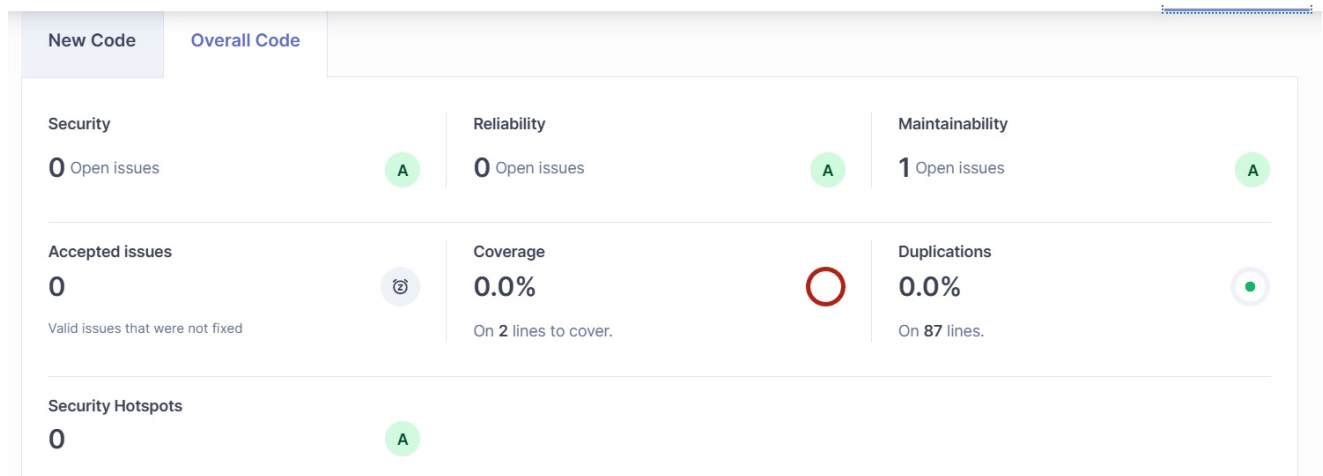 New Code
Overall Code
Security
0 Open issues
A
Reliability
0 Open issues
A
Maintainability
1 Open issues
A
Accepted issues
0
Valid issues that were not fixed
Coverage
0.0%
On 2 lines to cover.
Duplications
0.0%
On 87 lines.
Security Hotspots
0
A